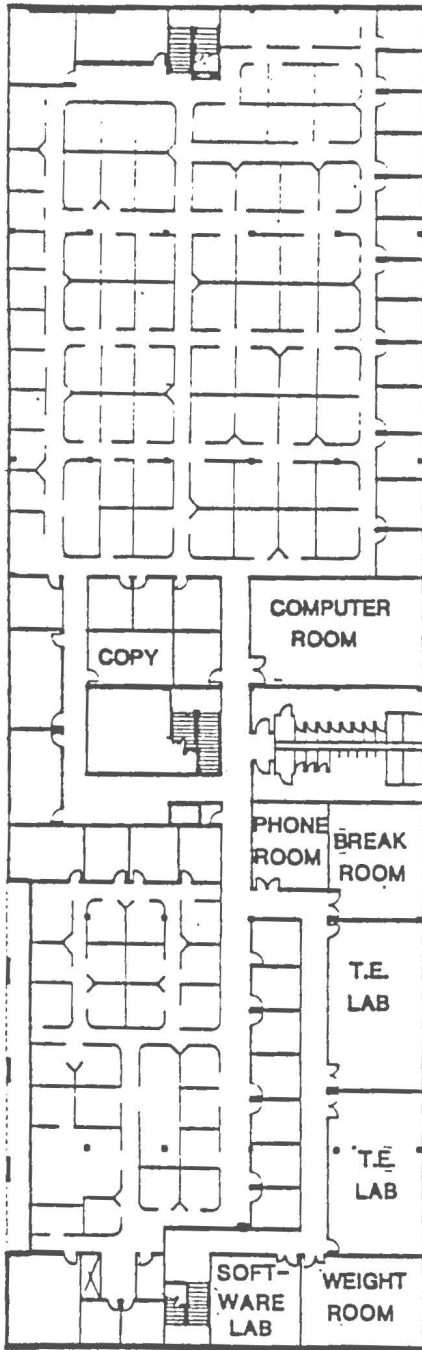 COMPUTER
ROOM
COPY
PHONE
ROOM
BREAK
ROOM
T.E.
LAB
T.E.
LAB
SOFT-
WARE
LAB
WEIGHT
ROOM